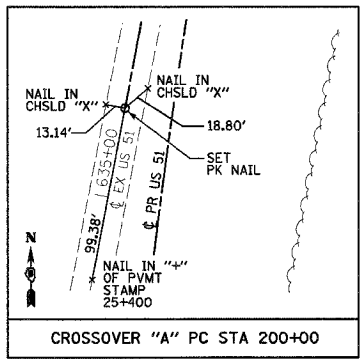 NAIL IN
CHSLD "X"
NAIL IN
CHSLD "X"
13.14'
18.80'
SET
PK NAIL
1635+00
℄ EX US 51
℄ PR US 51
99.38'
N
NAIL IN "+"
OF PVMT
STAMP
25+400
CROSSOVER "A" PC STA 200+00